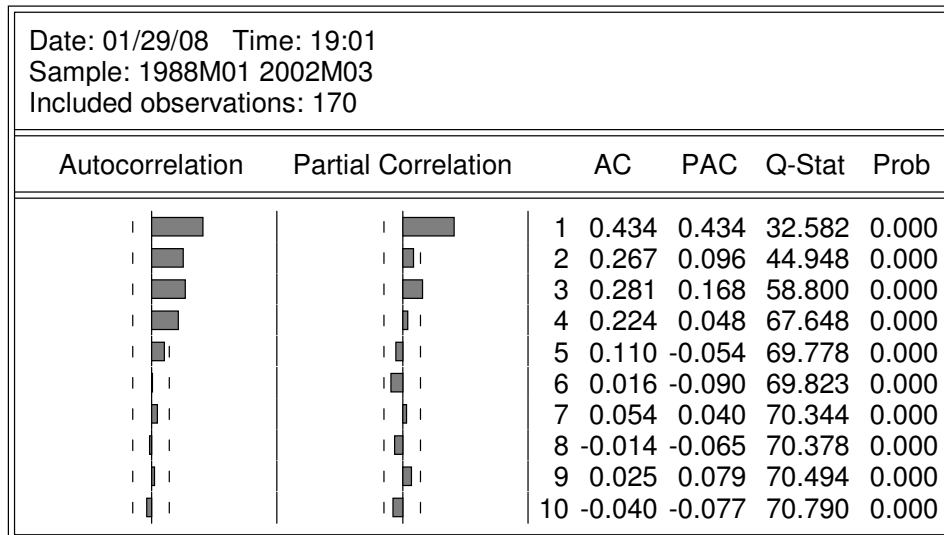 Date: 01/29/08 Time: 19:01
Sample: 1988M01 2002M03
Included observations: 170
Autocorrelation Partial Correlation AC PAC Q-Stat Prob
1 0.434 0.434 32.582 0.000
2 0.267 0.096 44.948 0.000
3 0.281 0.168 58.800 0.000
4 0.224 0.048 67.648 0.000
5 0.110 -0.054 69.778 0.000
6 0.016 -0.090 69.823 0.000
7 0.054 0.040 70.344 0.000
8 -0.014 -0.065 70.378 0.000
9 0.025 0.079 70.494 0.000
10 -0.040 -0.077 70.790 0.000